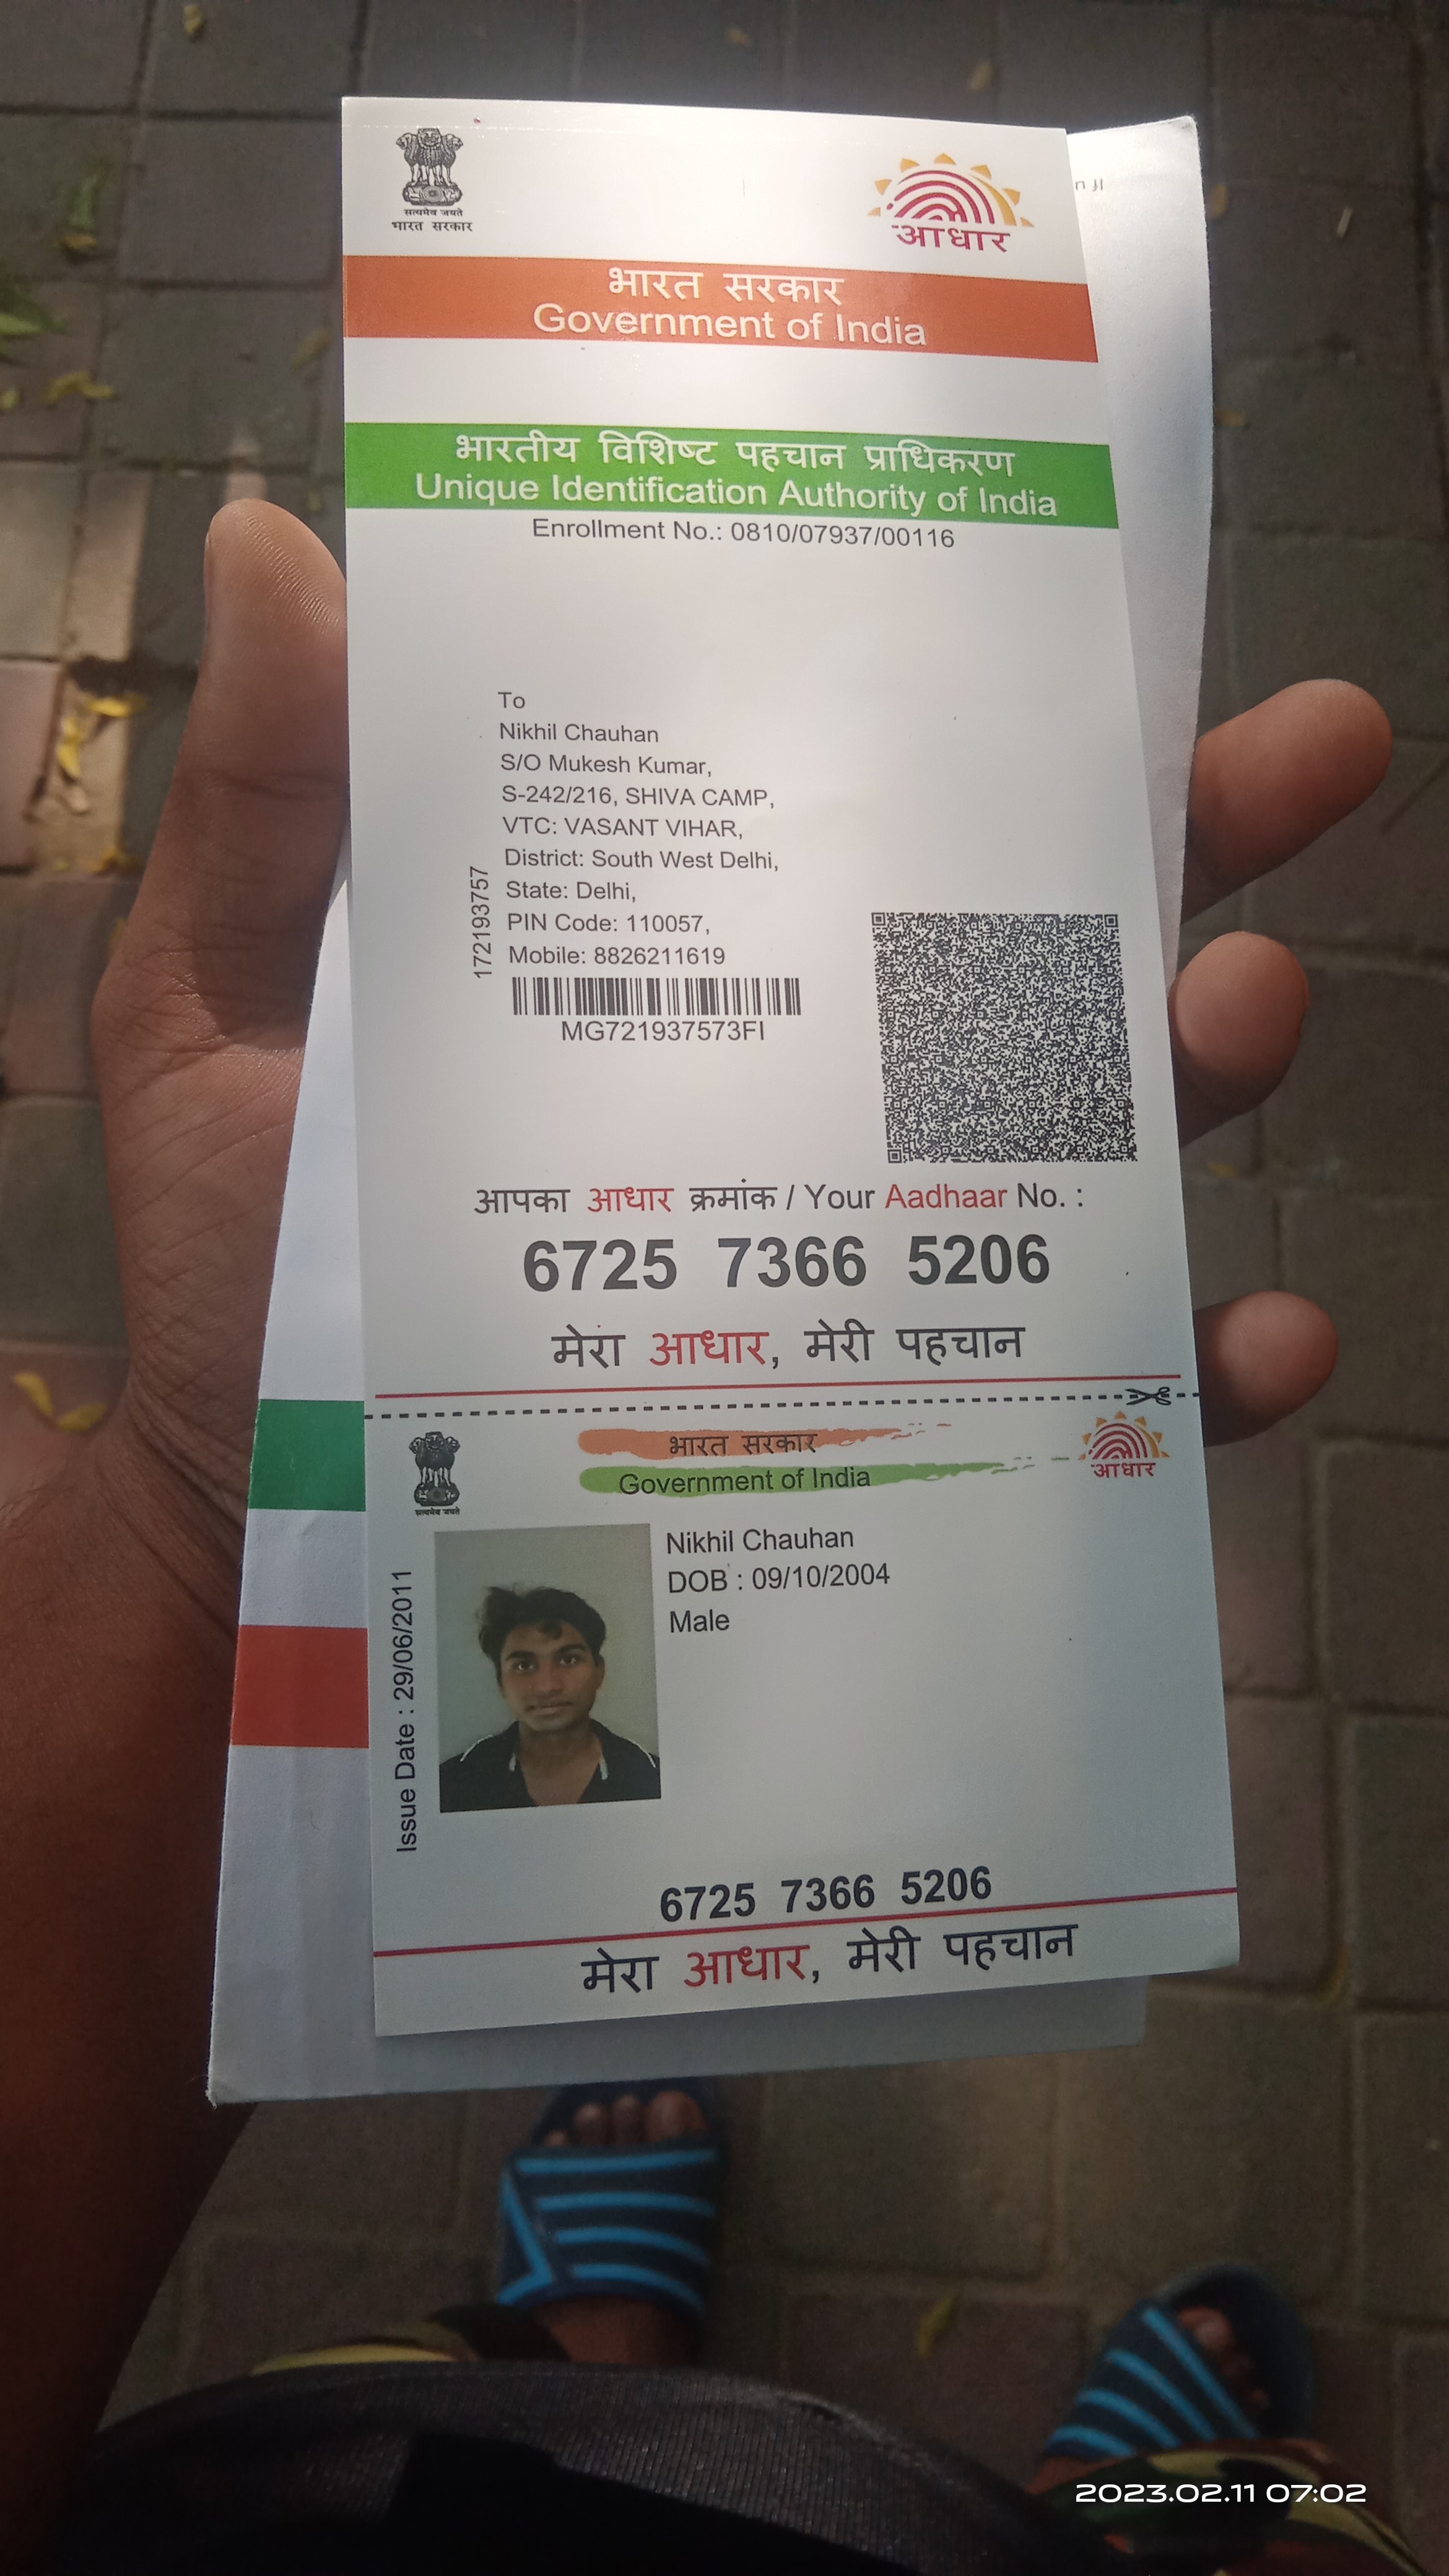 सत्यमेव जयते
भारत सरकार
आधार
भारत सरकार
Government of India
भारतीय विशिष्ट पहचान प्राधिकरण
Unique Identification Authority of India
Enrollment No.: 0810/07937/00116
To
Nikhil Chauhan
S/O Mukesh Kumar,
S-242/216, SHIVA CAMP,
VTC: VASANT VIHAR,
District: South West Delhi,
State: Delhi,
PIN Code: 110057,
Mobile: 8826211619
172193757
MG721937573FI
आपका आधार क्रमांक / Your Aadhaar No. :
6725 7366 5206
मेरा आधार, मेरी पहचान
सत्यमेव जयते
भारत सरकार
Government of India
आधार
Issue Date : 29/06/2011
Nikhil Chauhan
DOB : 09/10/2004
Male
6725 7366 5206
मेरा आधार, मेरी पहचान
2023.02.11 07:02